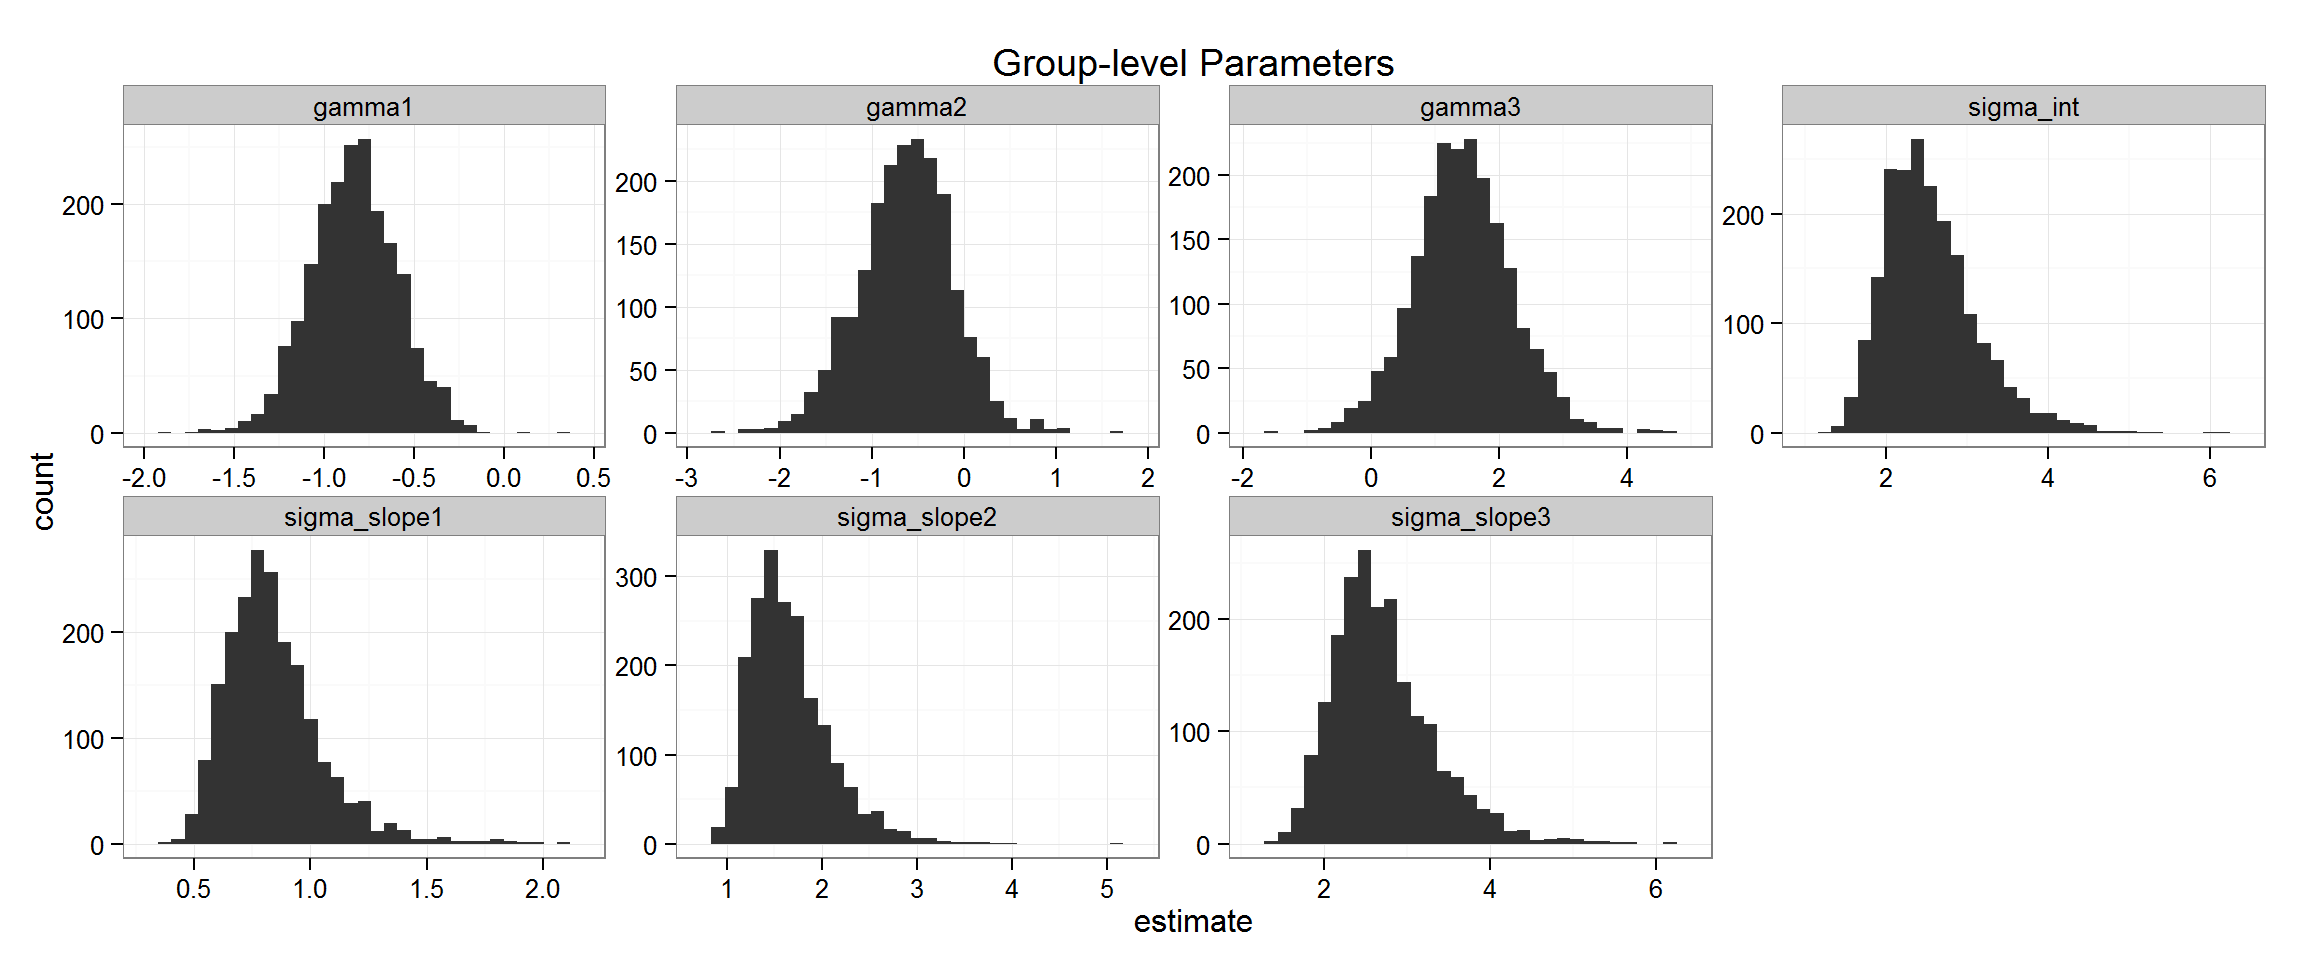 Group-level Parameters
gamma1 gamma2 gamma3 sigma_int
200
100
0
-2.0 -1.5 -1.0 -0.5 0.0 0.5
200
150
100
50
0
-3 -2 -1 0 1 2
200
150
100
50
0
-2 0 2 4
200
100
0
2 4 6
count
sigma_slope1 sigma_slope2 sigma_slope3
200
100
0
0.5 1.0 1.5 2.0
300
200
100
0
1 2 3 4 5
200
100
0
2 4 6
estimate